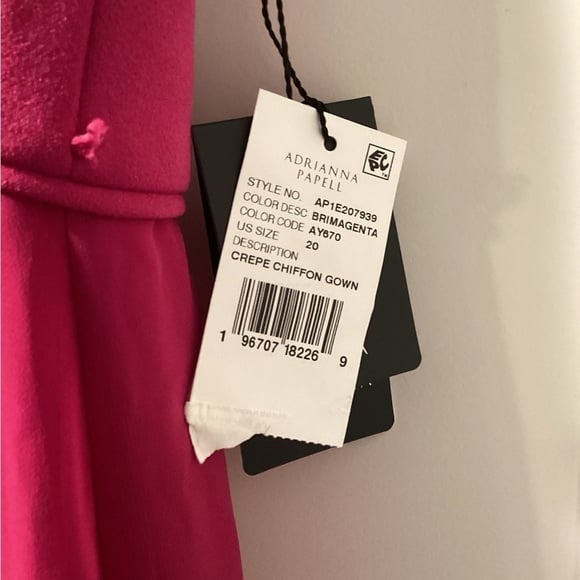 ADRIANNA
PAPELL
EPC™
STYLE NO. AP1E207939
COLOR DESC BRIMAGENTA
COLOR CODE AY670
US SIZE 20
DESCRIPTION
CREPE CHIFFON GOWN
1 96707 18226 9